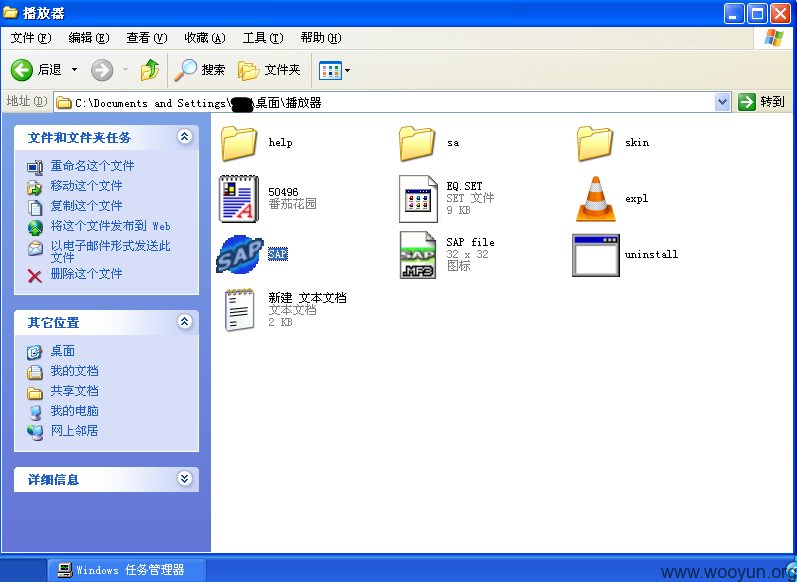 播放器
文件(F) 编辑(E) 查看(V) 收藏(A) 工具(T) 帮助(H)
后退 搜索 文件夹
地址(D) C:\Documents and Settings\ \桌面\播放器 转到
文件和文件夹任务
重命名这个文件
移动这个文件
复制这个文件
将这个文件发布到 Web
以电子邮件形式发送此
文件
删除这个文件
其它位置
桌面
我的文档
共享文档
我的电脑
网上邻居
详细信息
help
sa
skin
50496
番茄花园
EQ.SET
SET 文件
9 KB
expl
SAP
SAP
SAP file
32 x 32
图标
SAP
.MP3
uninstall
新建 文本文档
文本文档
2 KB
Windows 任务管理器
www.wooyun.org